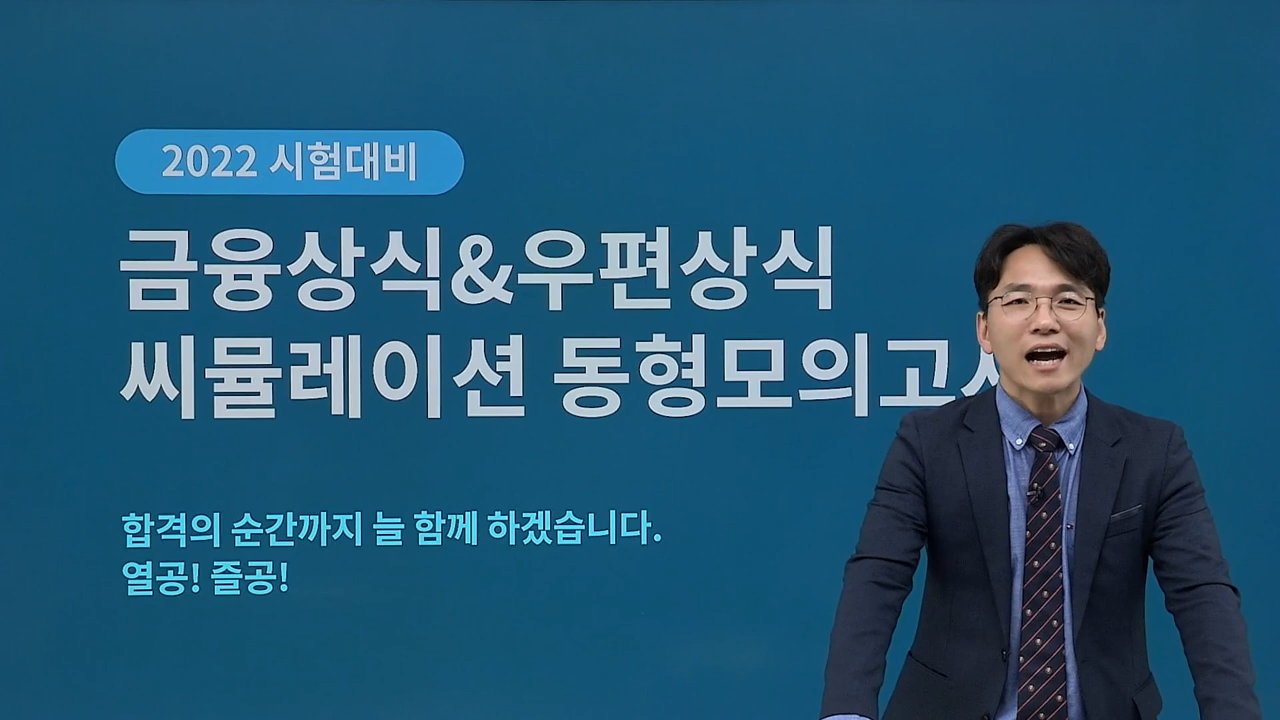 2022 시험대비
금융상식&우편상식
씨뮬레이션 동형모의고
합격의 순간까지 늘 함께 하겠습니다.
열공! 즐공!